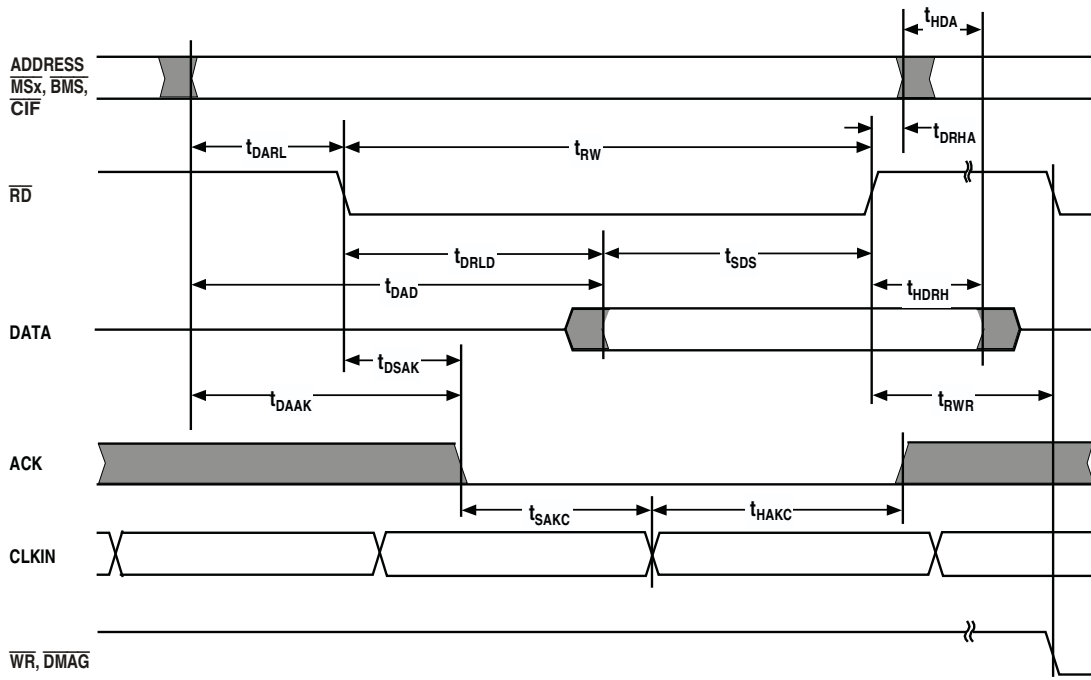 tHDA
ADDRESS
MSx, BMS,
CIF
tDARL
tRW
tDRHA
RD
tDRLD
tSDS
tDAD
tHDRH
DATA
tDSAK
tDAAK
tRWR
ACK
tSAKC
tHAKC
CLKIN
WR, DMAG